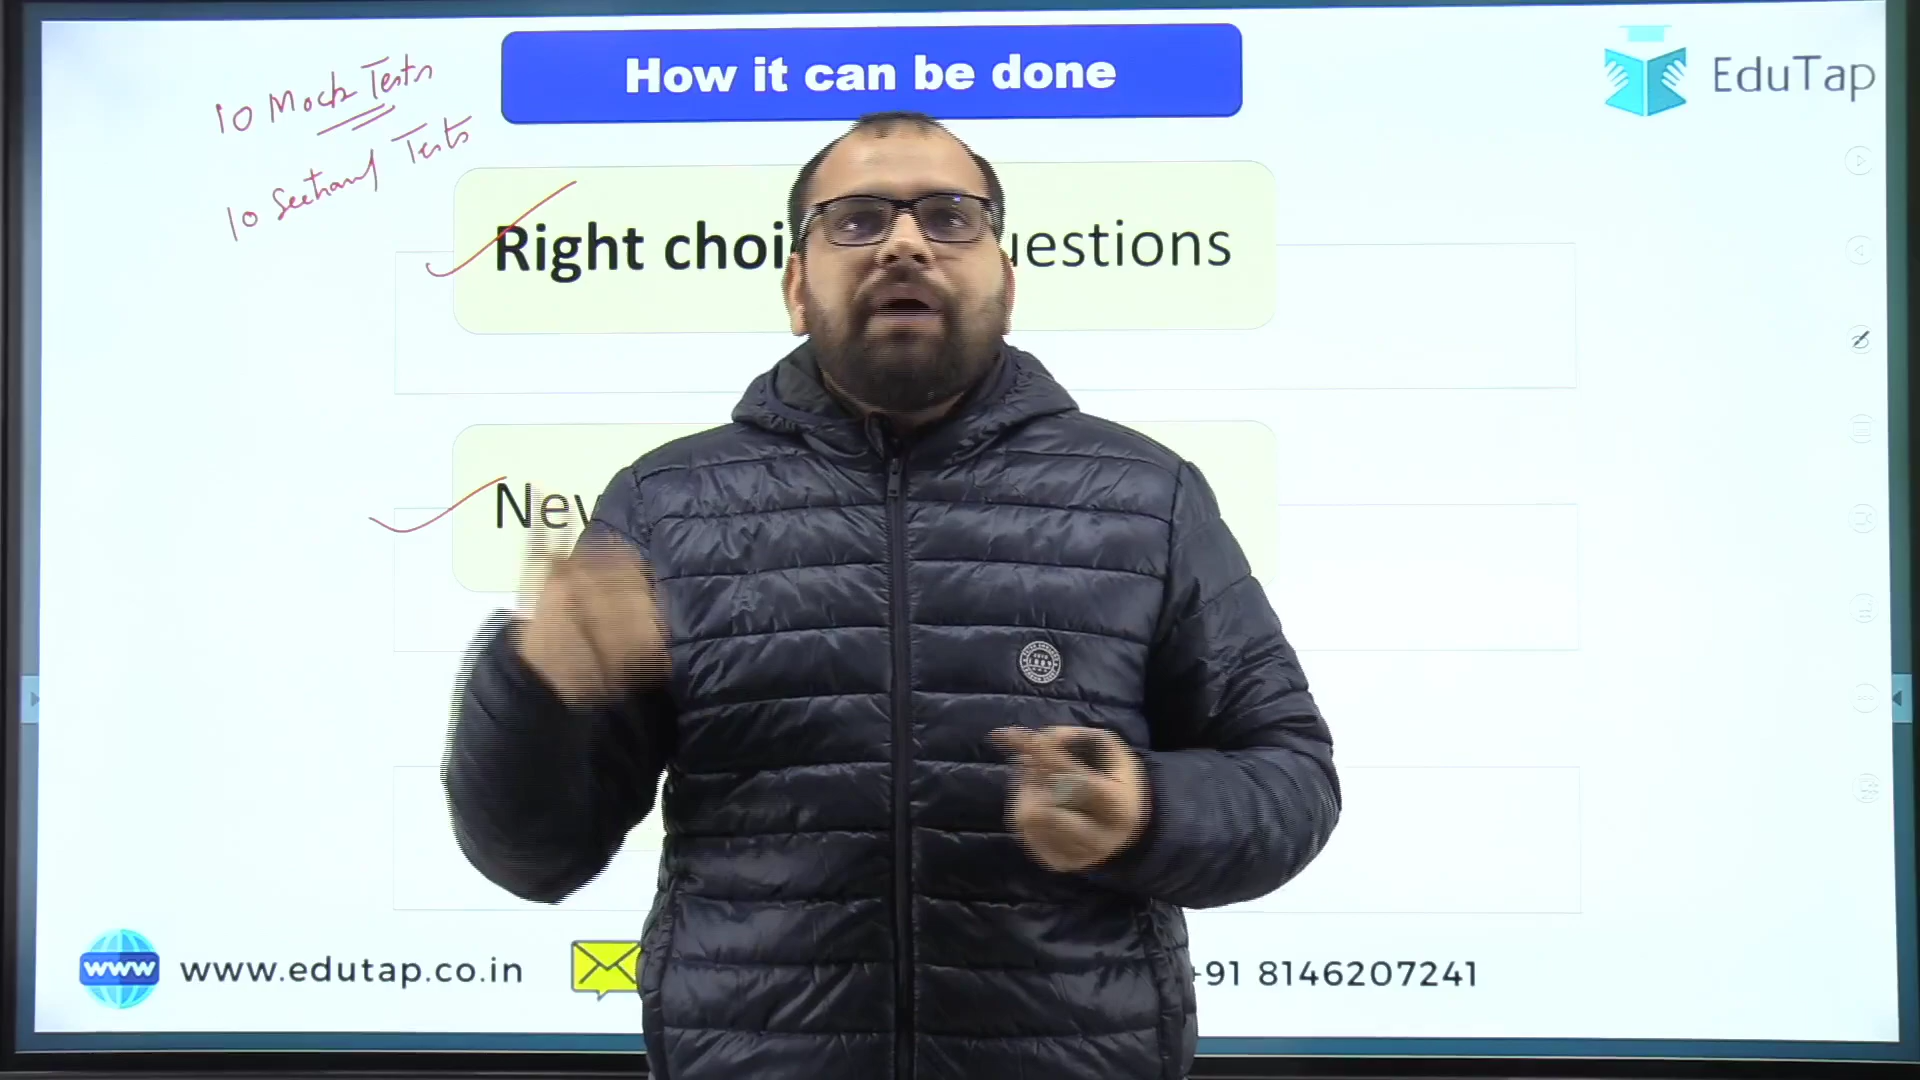 How it can be done
EduTap
10 Mock Tests
10 Sectional Tests
Right choi uestions
New
www
www.edutap.co.in
+91 8146207241